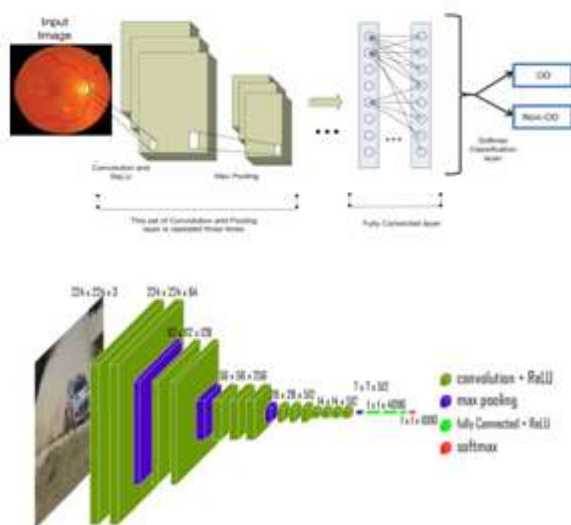 Input
Image
Convolution and
ReLU
Max Pooling
Softmax
Classification
layer
OD
Non-OD
This set of Convolution and Pooling
layer is repeated three times
Fully Connected layer
224 x 224 x 3
224 x 224 x 64
112 x 112 x 128
56 x 56 x 256
28 x 28 x 512
14 x 14 x 512
7 x 7 x 512
1 x 1 x 4096
1 x 1 x 1000
convolution + ReLU
max pooling
fully Connected + ReLU
softmax